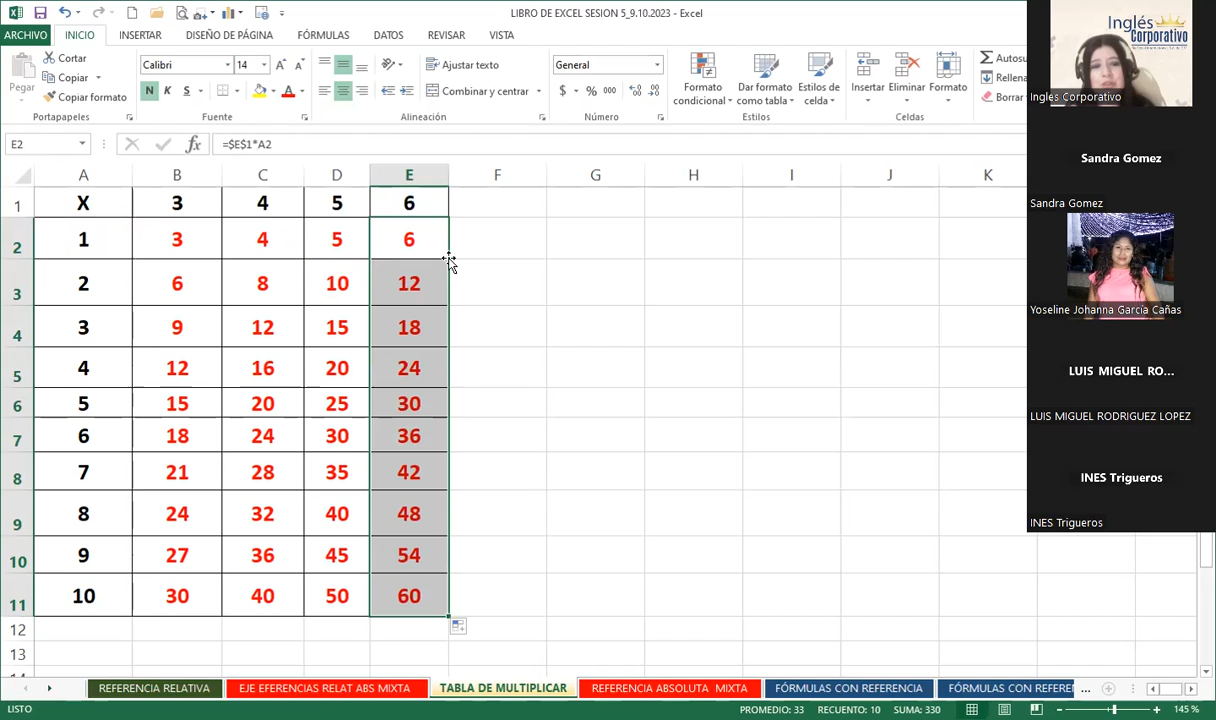 LIBRO DE EXCEL SESION 5_9.10.2023 - Excel
ARCHIVO INICIO INSERTAR DISEÑO DE PÁGINA FÓRMULAS DATOS REVISAR VISTA
Cortar
Copiar
Copiar formato
Pegar
Portapapeles
Calibri 14
N K S
Fuente
Ajustar texto
Combinar y centrar
Alineación
General
$ % 000
Número
Formato condicional
Dar formato como tabla
Estilos de celda
Estilos
Insertar Eliminar Formato
Celdas
Autosu
Rellena
Borrar
E2 fx =$E$1*A2
A B C D E F G H I J K
1 X 3 4 5 6
2 1 3 4 5 6
3 2 6 8 10 12
4 3 9 12 15 18
5 4 12 16 20 24
6 5 15 20 25 30
7 6 18 24 30 36
8 7 21 28 35 42
9 8 24 32 40 48
10 9 27 36 45 54
11 10 30 40 50 60
12
13
REFERENCIA RELATIVA EJE EFERENCIAS RELAT ABS MIXTA TABLA DE MULTIPLICAR REFERENCIA ABSOLUTA MIXTA FÓRMULAS CON REFERENCIA FÓRMULAS CON REFEREN ...
LISTO PROMEDIO: 33 RECUENTO: 10 SUMA: 330 145 %
Inglés
Corporativo
Ingles Corporativo
Sandra Gomez
Sandra Gomez
Yoseline Johanna García Cañas
LUIS MIGUEL RO...
LUIS MIGUEL RODRIGUEZ LOPEZ
INES Trigueros
INES Trigueros